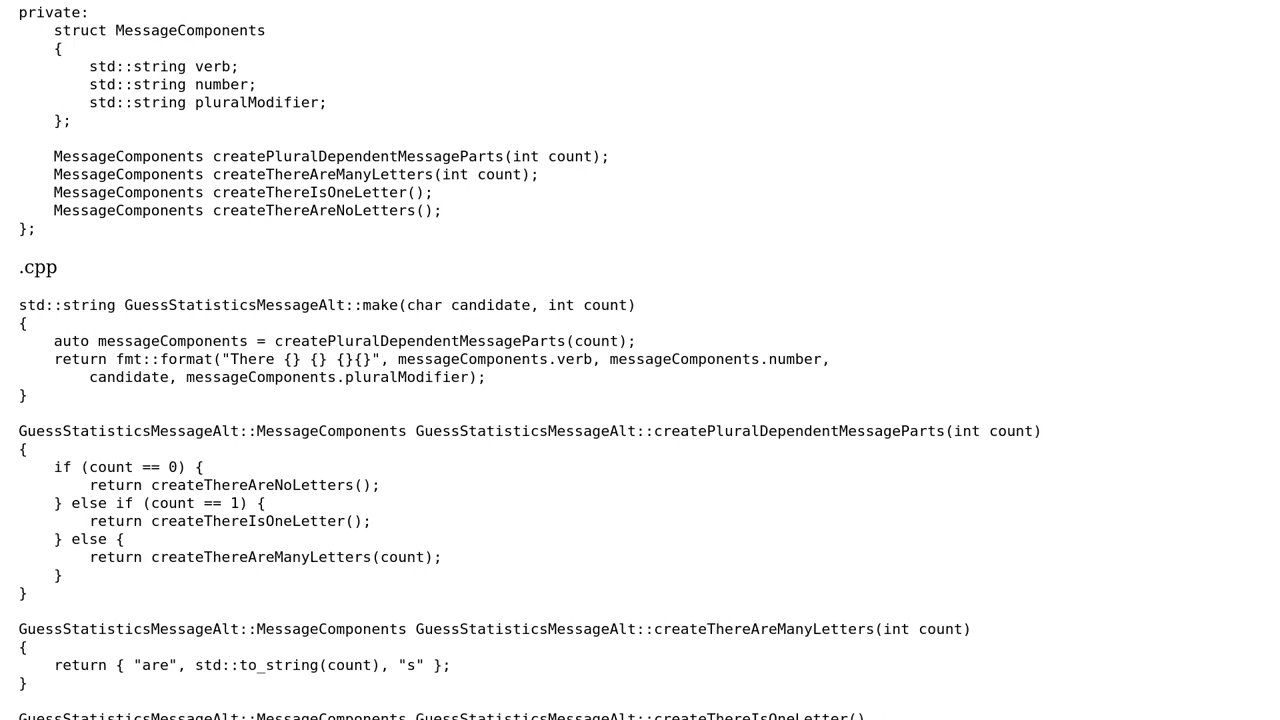 private:
    struct MessageComponents
    {
        std::string verb;
        std::string number;
        std::string pluralModifier;
    };

    MessageComponents createPluralDependentMessageParts(int count);
    MessageComponents createThereAreManyLetters(int count);
    MessageComponents createThereIsOneLetter();
    MessageComponents createThereAreNoLetters();
};

.cpp

std::string GuessStatisticsMessageAlt::make(char candidate, int count)
{
    auto messageComponents = createPluralDependentMessageParts(count);
    return fmt::format("There {} {} {}{}", messageComponents.verb, messageComponents.number,
        candidate, messageComponents.pluralModifier);
}

GuessStatisticsMessageAlt::MessageComponents GuessStatisticsMessageAlt::createPluralDependentMessageParts(int count)
{
    if (count == 0) {
        return createThereAreNoLetters();
    } else if (count == 1) {
        return createThereIsOneLetter();
    } else {
        return createThereAreManyLetters(count);
    }
}

GuessStatisticsMessageAlt::MessageComponents GuessStatisticsMessageAlt::createThereAreManyLetters(int count)
{
    return { "are", std::to_string(count), "s" };
}

GuessStatisticsMessageAlt::MessageComponents GuessStatisticsMessageAlt::createThereIsOneLetter()